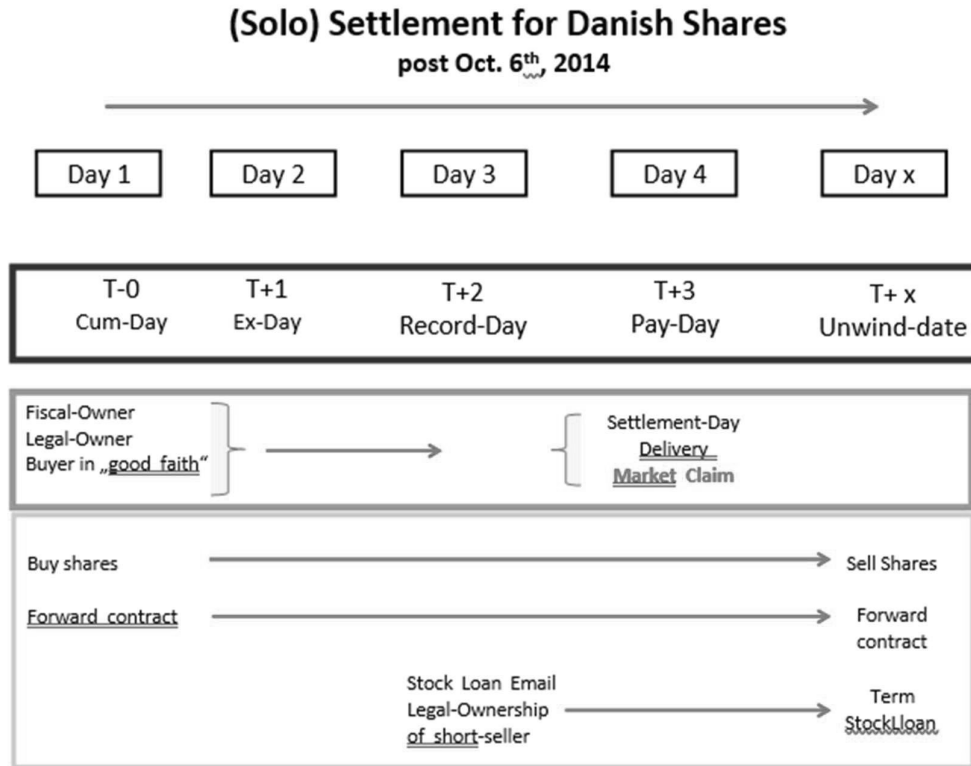 (Solo) Settlement for Danish Shares
post Oct. 6th, 2014
Day 1
Day 2
Day 3
Day 4
Day x
T-0
Cum-Day
T+1
Ex-Day
T+2
Record-Day
T+3
Pay-Day
T+ x
Unwind-date
Fiscal-Owner
Legal-Owner
Buyer in „good faith“
Settlement-Day
Delivery
Market Claim
Buy shares
Sell Shares
Forward contract
Forward
contract
Stock Loan Email
Legal-Ownership
of short-seller
Term
StockLloan